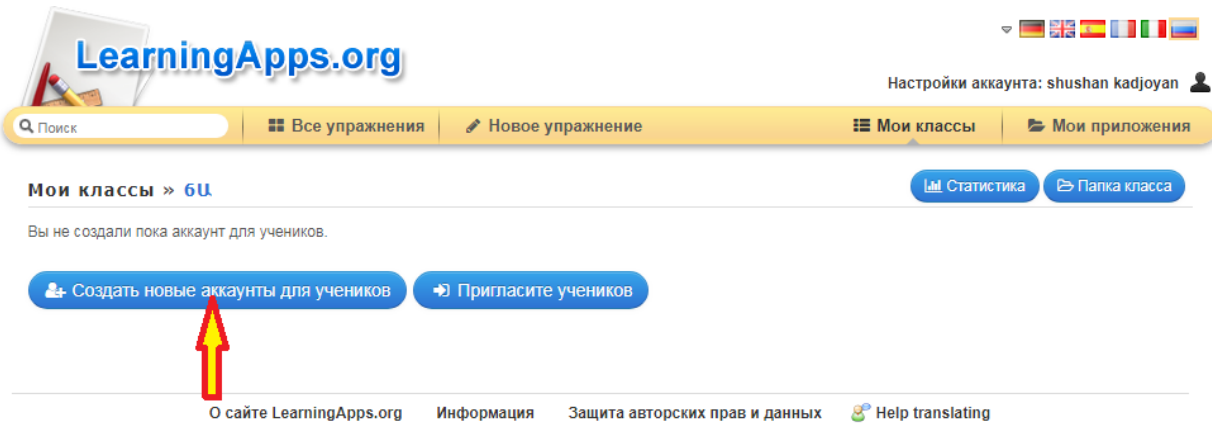 LearningApps.org
Настройки аккаунта: shushan kadjoyan
Поиск
Все упражнения
Новое упражнение
Мои классы
Мои приложения
Мои классы » 6Ա
Статистика
Папка класса
Вы не создали пока аккаунт для учеников.
Создать новые аккаунты для учеников
Пригласите учеников
О сайте LearningApps.org
Информация
Защита авторских прав и данных
Help translating